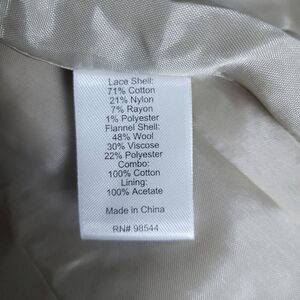 Lace Shell:
71% Cotton
21% Nylon
7% Rayon
1% Polyester
Flannel Shell:
48% Wool
30% Viscose
22% Polyester
Combo:
100% Cotton
Lining:
100% Acetate
Made in China
RN# 98544